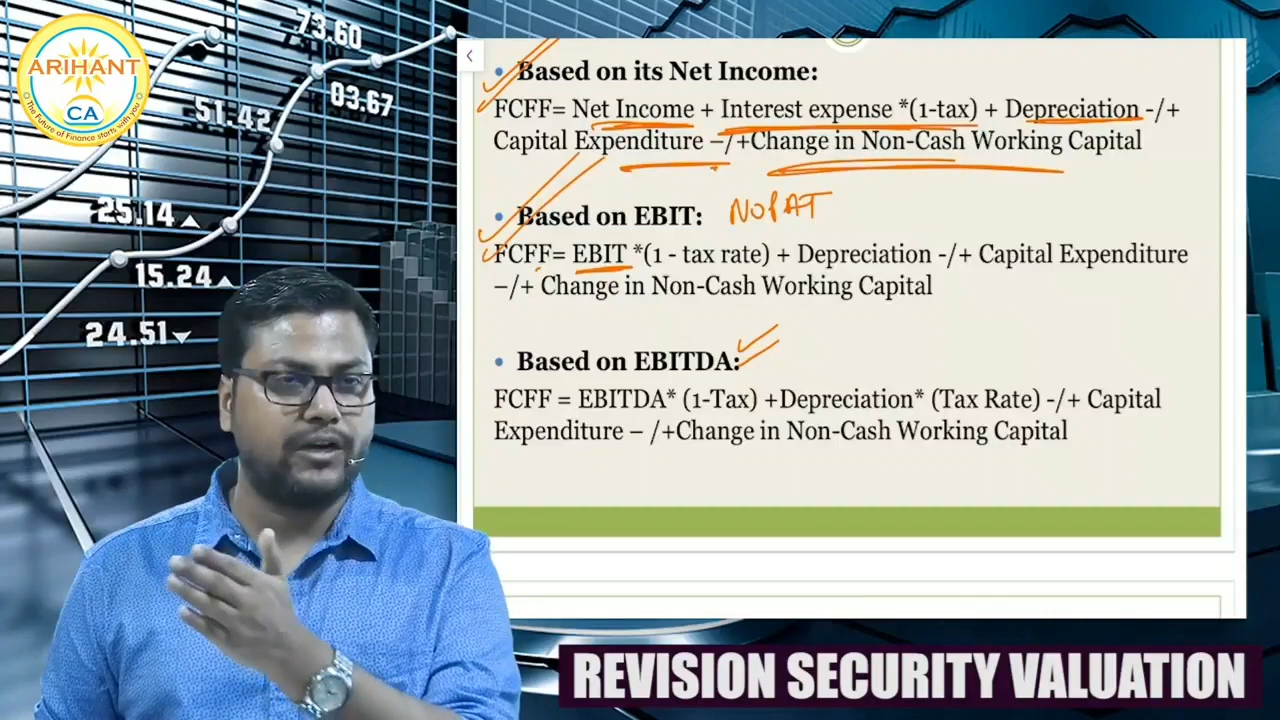 ARIHANT
CA
The Future of Finance starts with you
73.60
51.42
03.67
25.14
15.24
24.51
• Based on its Net Income:
FCFF= Net Income + Interest expense *(1-tax) + Depreciation -/+
Capital Expenditure –/+Change in Non-Cash Working Capital
• Based on EBIT: NOPAT
FCFF= EBIT *(1 - tax rate) + Depreciation -/+ Capital Expenditure
–/+ Change in Non-Cash Working Capital
• Based on EBITDA:
FCFF = EBITDA* (1-Tax) +Depreciation* (Tax Rate) -/+ Capital
Expenditure – /+Change in Non-Cash Working Capital
REVISION SECURITY VALUATION